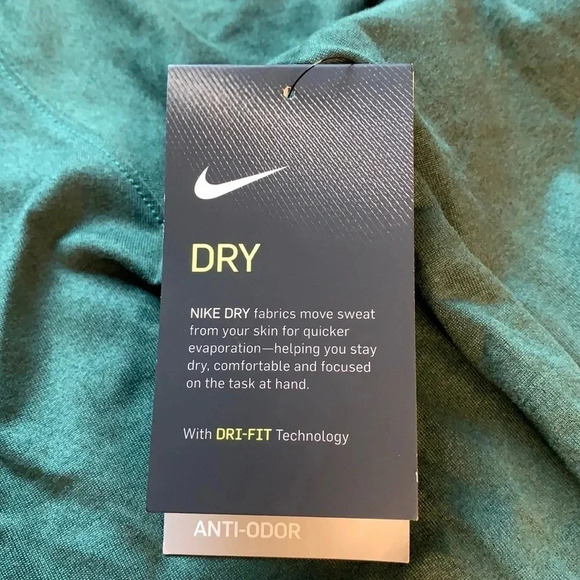 DRY
NIKE DRY fabrics move sweat
from your skin for quicker
evaporation—helping you stay
dry, comfortable and focused
on the task at hand.
With DRI-FIT Technology
ANTI-ODOR